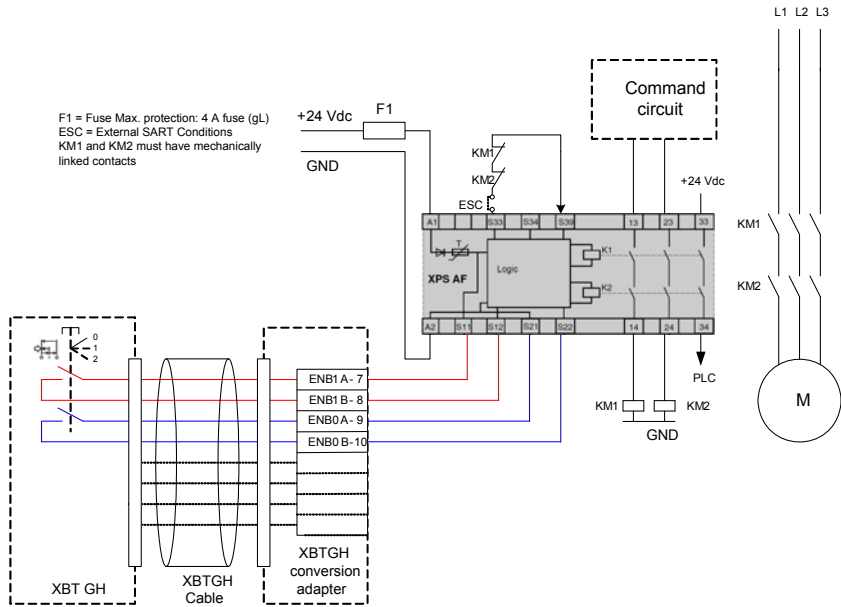 L1 L2 L3
Command
circuit
F1 = Fuse Max. protection: 4 A fuse (gL)
ESC = External SART Conditions
KM1 and KM2 must have mechanically
linked contacts
+24 Vdc
F1
GND
KM1
KM2
ESC
+24 Vdc
A1 S33 S34 S39 13 23 33
T
XPS AF
Logic
K1
K2
A2 S11 S12 S21 S22 14 24 34
KM1
KM2
M
PLC
KM1
KM2
GND
0
1
2
ENB1 A- 7
ENB1 B- 8
ENB0 A- 9
ENB0 B-10
XBT GH
XBTGH
Cable
XBTGH
conversion
adapter